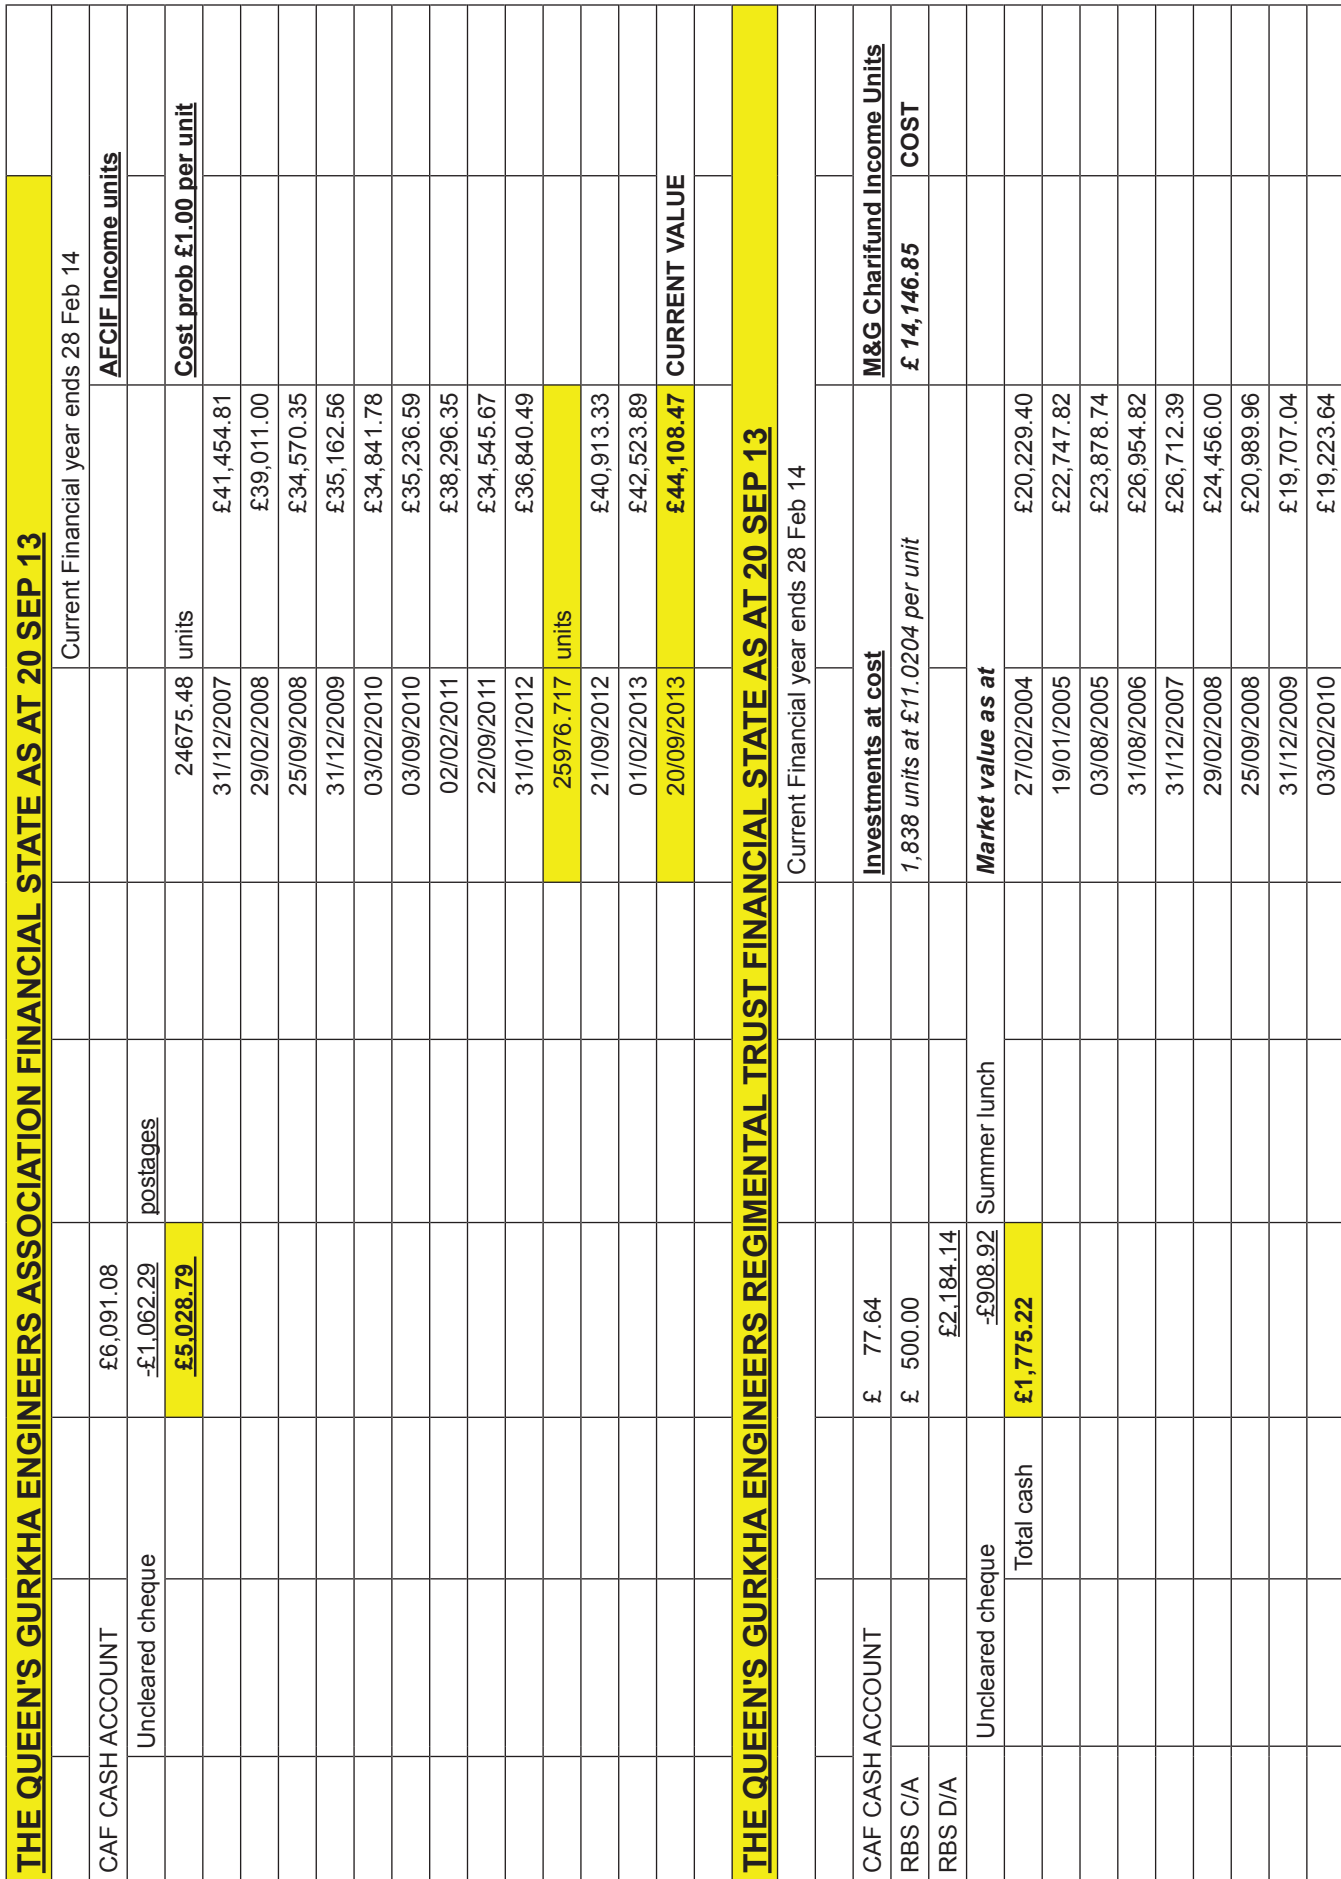 THE QUEEN'S GURKHA ENGINEERS ASSOCIATION FINANCIAL STATE AS AT 20 SEP 13
Current Financial year ends 28 Feb 14
CAF CASH ACCOUNT £6,091.08 AFCIF Income units
Uncleared cheque -£1,062.29 postages
£5,028.79 24675.48 units Cost prob £1.00 per unit
31/12/2007 £41,454.81
29/02/2008 £39,011.00
25/09/2008 £34,570.35
31/12/2009 £35,162.56
03/02/2010 £34,841.78
03/09/2010 £35,236.59
02/02/2011 £38,296.35
22/09/2011 £34,545.67
31/01/2012 £36,840.49
25976.717 units
21/09/2012 £40,913.33
01/02/2013 £42,523.89
20/09/2013 £44,108.47 CURRENT VALUE
THE QUEEN'S GURKHA ENGINEERS REGIMENTAL TRUST FINANCIAL STATE AS AT 20 SEP 13
Current Financial year ends 28 Feb 14
CAF CASH ACCOUNT £ 77.64 Investments at cost M&G Charifund Income Units
RBS C/A £ 500.00 1,838 units at £11.0204 per unit £ 14,146.85 COST
RBS D/A £2,184.14
Uncleared cheque -£908.92 Summer lunch Market value as at
Total cash £1,775.22 27/02/2004 £20,229.40
19/01/2005 £22,747.82
03/08/2005 £23,878.74
31/08/2006 £26,954.82
31/12/2007 £26,712.39
29/02/2008 £24,456.00
25/09/2008 £20,989.96
31/12/2009 £19,707.04
03/02/2010 £19,223.64